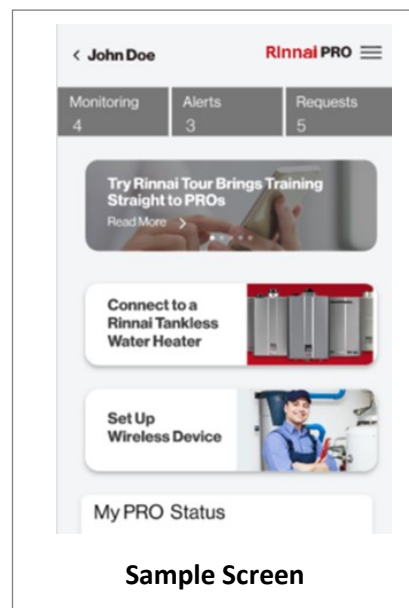 < John Doe
Rinnai PRO
Monitoring
4
Alerts
3
Requests
5
Try Rinnai Tour Brings Training
Straight to PROs
Read More >
Connect to a
Rinnai Tankless
Water Heater
Set Up
Wireless Device
My PRO Status
Sample Screen